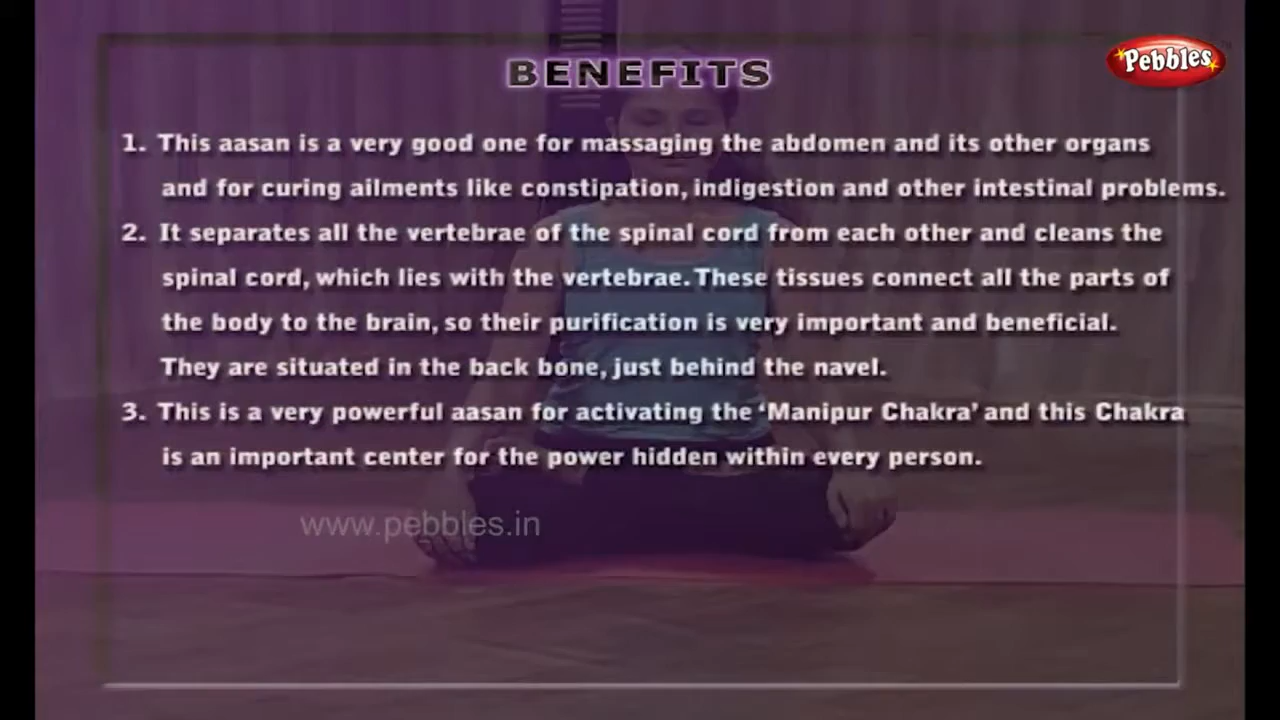 BENEFITS
Pebbles
1. This aasan is a very good one for massaging the abdomen and its other organs
and for curing ailments like constipation, indigestion and other intestinal problems.
2. It separates all the vertebrae of the spinal cord from each other and cleans the
spinal cord, which lies with the vertebrae. These tissues connect all the parts of
the body to the brain, so their purification is very important and beneficial.
They are situated in the back bone, just behind the navel.
3. This is a very powerful aasan for activating the ‘Manipur Chakra’ and this Chakra
is an important center for the power hidden within every person.
www.pebbles.in